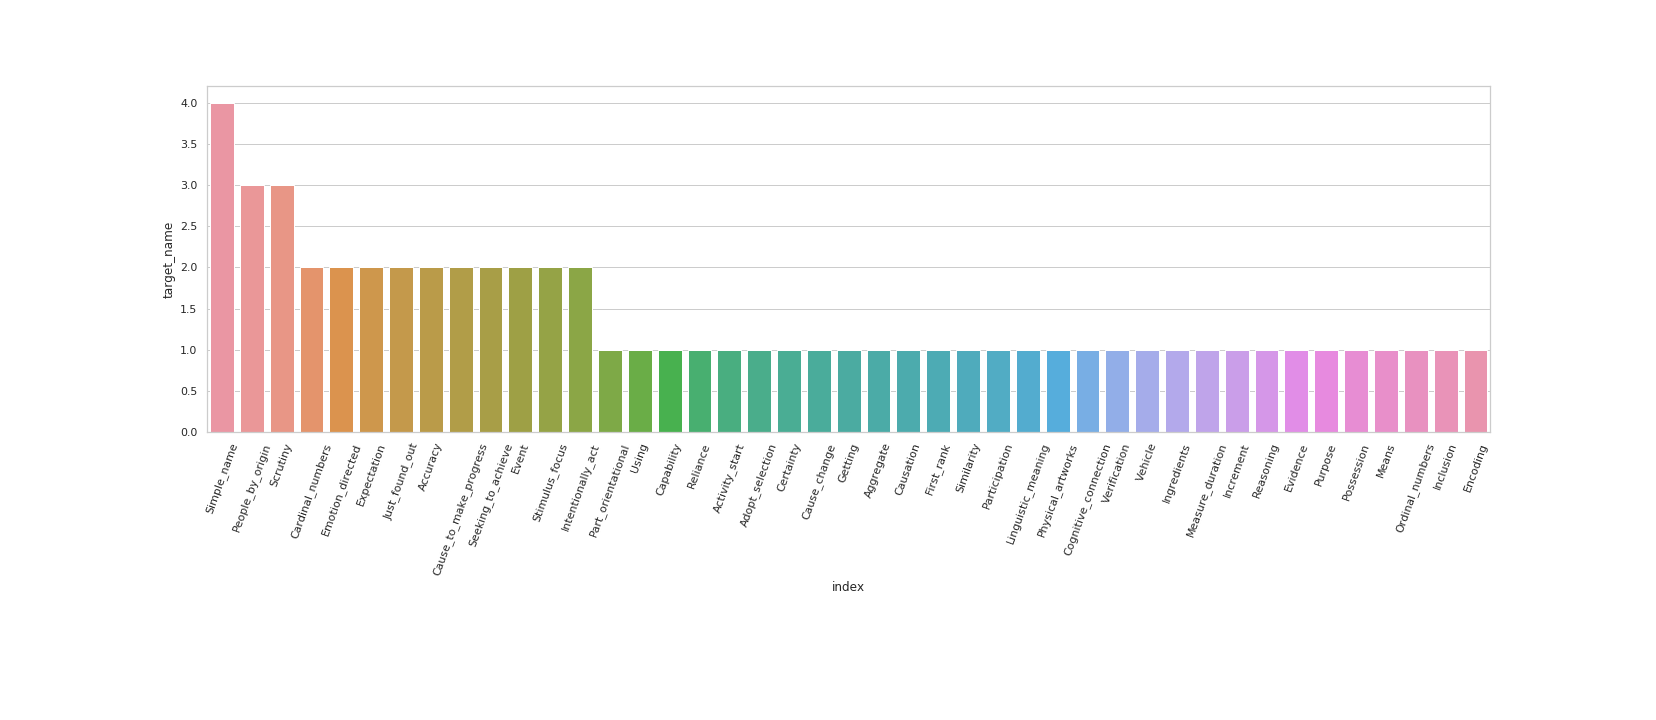 4.0
3.5
3.0
2.5
2.0
1.5
1.0
0.5
0.0
target_name
Simple_name
People_by_origin
Scrutiny
Cardinal_numbers
Emotion_directed
Expectation
Just_found_out
Accuracy
Cause_to_make_progress
Seeking_to_achieve
Event
Stimulus_focus
Intentionally_act
Part_orientational
Using
Capability
Reliance
Activity_start
Adopt_selection
Certainty
Cause_change
Getting
Aggregate
Causation
First_rank
Similarity
Participation
Linguistic_meaning
Physical_artworks
Cognitive_connection
Verification
Vehicle
Ingredients
Measure_duration
Increment
Reasoning
Evidence
Purpose
Possession
Means
Ordinal_numbers
Inclusion
Encoding
index